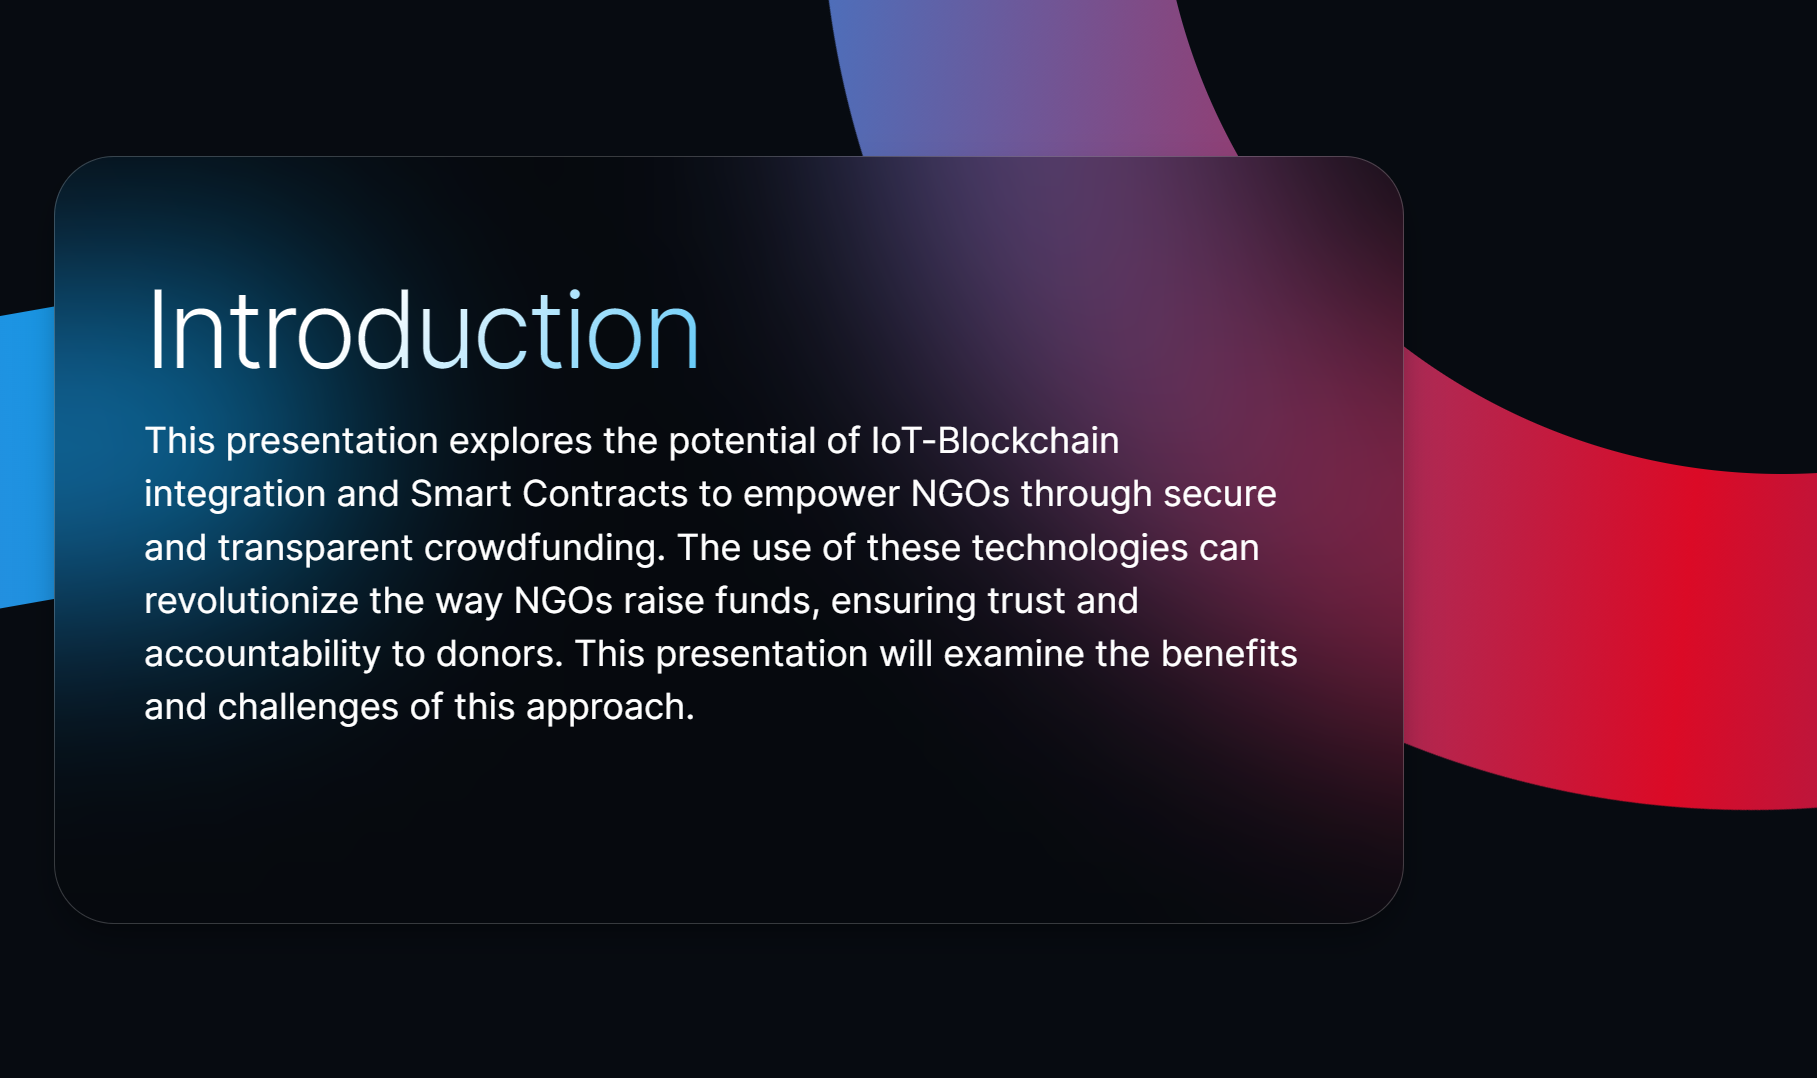 Introduction
This presentation explores the potential of IoT-Blockchain
integration and Smart Contracts to empower NGOs through secure
and transparent crowdfunding. The use of these technologies can
revolutionize the way NGOs raise funds, ensuring trust and
accountability to donors. This presentation will examine the benefits
and challenges of this approach.